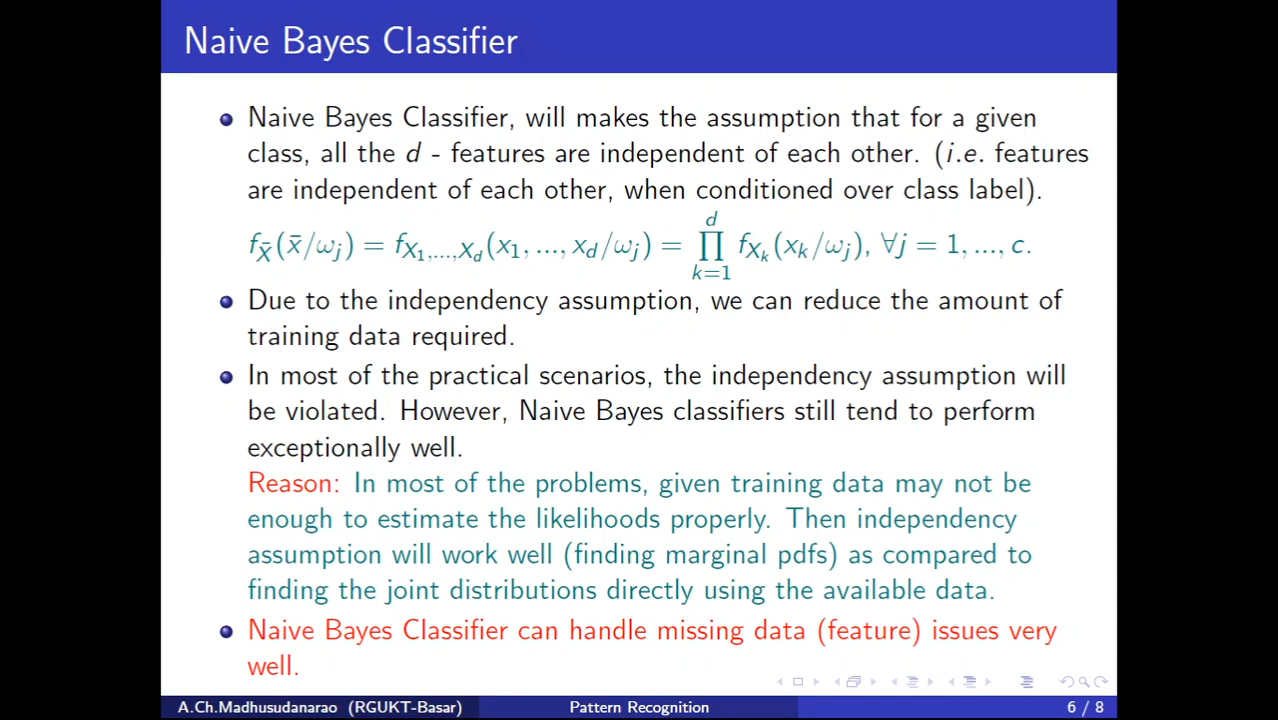 Naive Bayes Classifier
Naive Bayes Classifier, will makes the assumption that for a given
class, all the d - features are independent of each other. (i.e. features
are independent of each other, when conditioned over class label).
f_X̄(x̄/ω_j) = f_{X_1,...,X_d}(x_1, ..., x_d/ω_j) = ∏_{k=1}^{d} f_{X_k}(x_k/ω_j), ∀j = 1, ..., c.
Due to the independency assumption, we can reduce the amount of
training data required.
In most of the practical scenarios, the independency assumption will
be violated. However, Naive Bayes classifiers still tend to perform
exceptionally well.
Reason: In most of the problems, given training data may not be
enough to estimate the likelihoods properly. Then independency
assumption will work well (finding marginal pdfs) as compared to
finding the joint distributions directly using the available data.
Naive Bayes Classifier can handle missing data (feature) issues very
well.
A.Ch.Madhusudanarao (RGUKT-Basar) Pattern Recognition 6 / 8